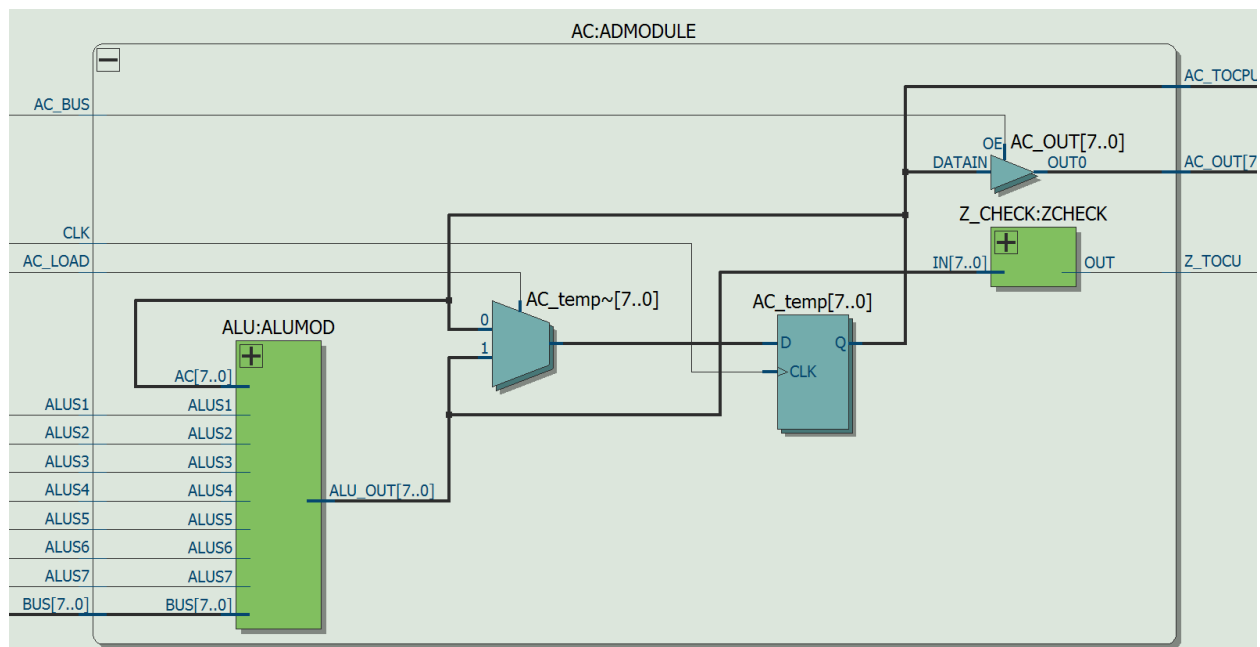 AC:ADMODULE
AC_TOCPU
AC_BUS
OE
AC_OUT[7..0]
DATAIN
OUT0
AC_OUT[7
Z_CHECK:ZCHECK
CLK
AC_LOAD
IN[7..0]
OUT
Z_TOCU
AC_temp~[7..0]
AC_temp[7..0]
0
ALU:ALUMOD
1
D
Q
CLK
AC[7..0]
ALUS1
ALUS1
ALUS2
ALUS2
ALUS3
ALUS3
ALUS4
ALUS4
ALU_OUT[7..0]
ALUS5
ALUS5
ALUS6
ALUS6
ALUS7
ALUS7
BUS[7..0]
BUS[7..0]